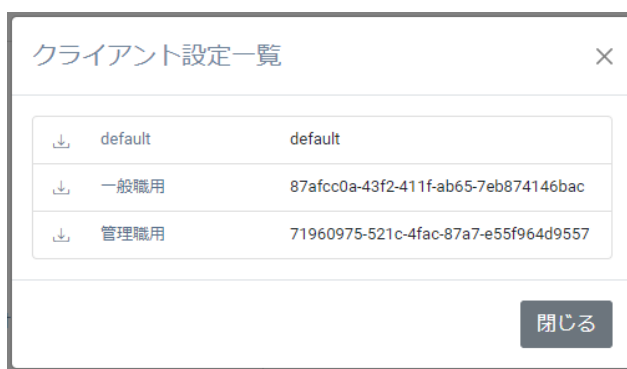 クライアント設定一覧
default default
一般職用 87afcc0a-43f2-411f-ab65-7eb874146bac
管理職用 71960975-521c-4fac-87a7-e55f964d9557
閉じる